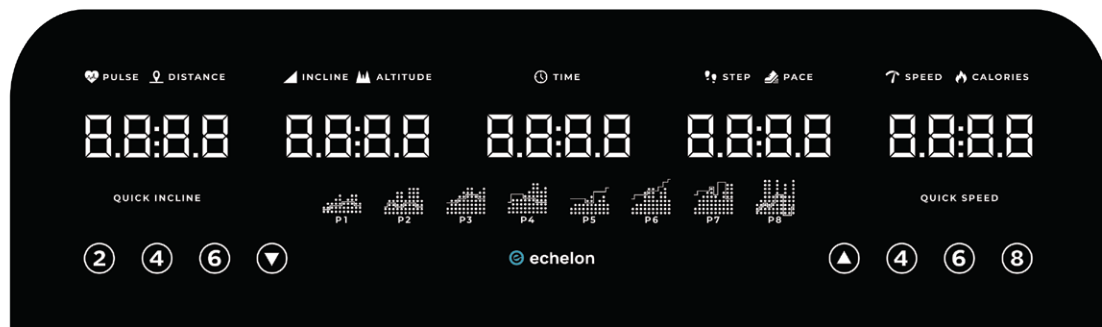 PULSE DISTANCE INCLINE ALTITUDE TIME STEP PACE SPEED CALORIES
8.8:8.8 8.8:8.8 8.8:8.8 8.8:8.8 8.8:8.8
QUICK INCLINE QUICK SPEED
P1 P2 P3 P4 P5 P6 P7 P8
2 4 6 ▼ echelon ▲ 4 6 8